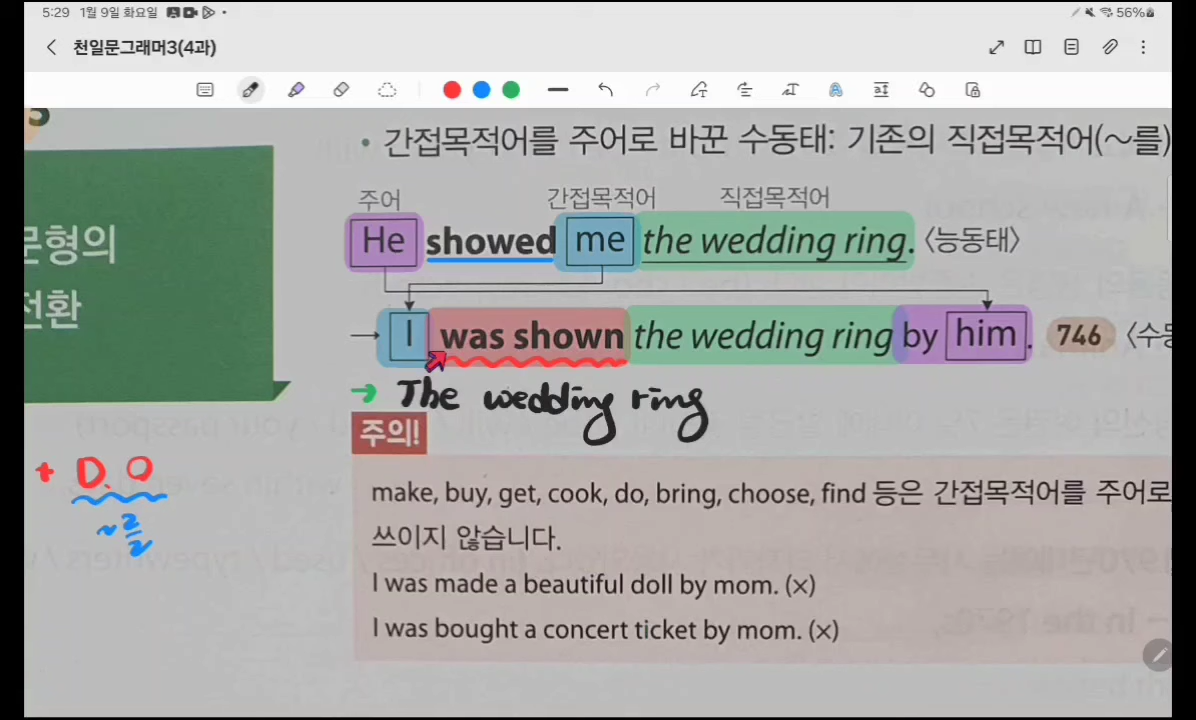 5:29 1월 9일 화요일
56%
천일문그래머3(4과)
• 간접목적어를 주어로 바꾼 수동태: 기존의 직접목적어(~를)
주어 간접목적어 직접목적어
He showed me the wedding ring. 〈능동태〉
→ I was shown the wedding ring by him. 746 〈수동
→ The wedding ring
문형의
전환
+ D.O
~을/를
주의!
make, buy, get, cook, do, bring, choose, find 등은 간접목적어를 주어로
쓰이지 않습니다.
I was made a beautiful doll by mom. (×)
I was bought a concert ticket by mom. (×)